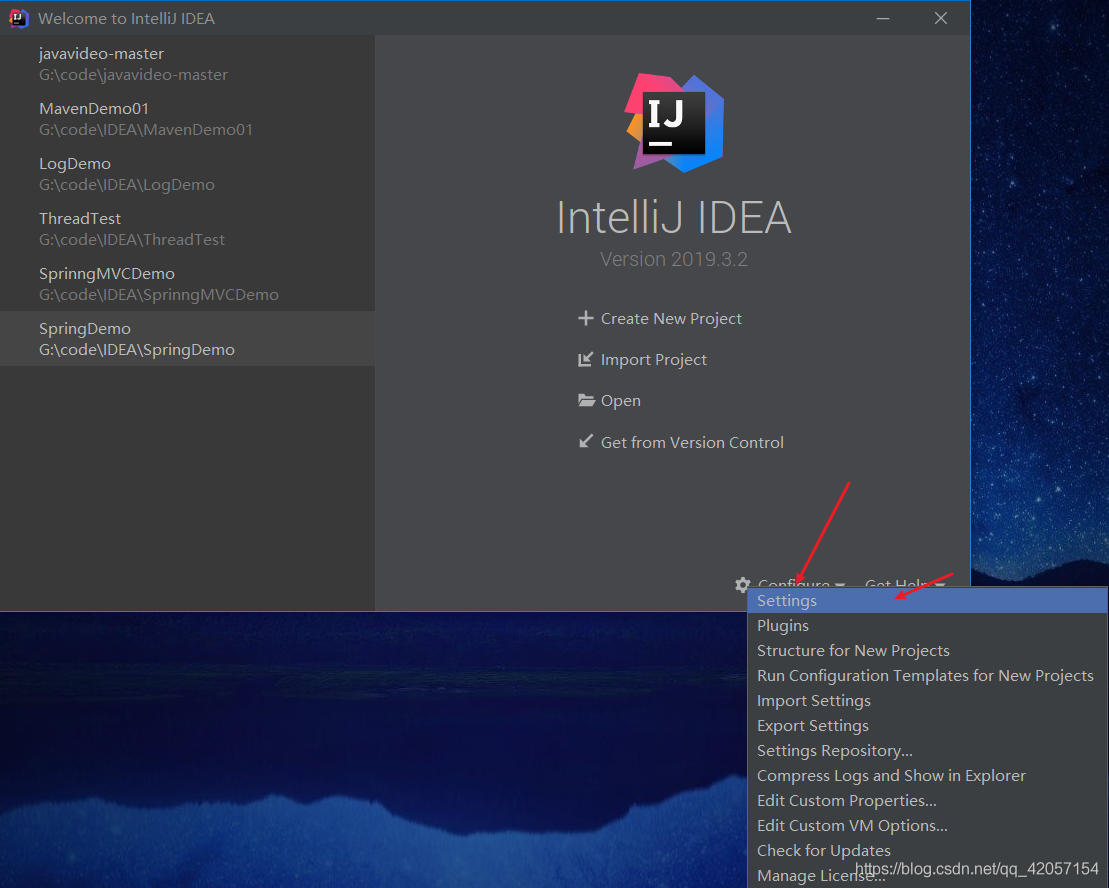 Welcome to IntelliJ IDEA
javavideo-master
G:\code\javavideo-master
MavenDemo01
G:\code\IDEA\MavenDemo01
LogDemo
G:\code\IDEA\LogDemo
ThreadTest
G:\code\IDEA\ThreadTest
SprinngMVCDemo
G:\code\IDEA\SprinngMVCDemo
SpringDemo
G:\code\IDEA\SpringDemo
IJ
IntelliJ IDEA
Version 2019.3.2
Create New Project
Import Project
Open
Get from Version Control
Configure Get Help
Settings
Plugins
Structure for New Projects
Run Configuration Templates for New Projects
Import Settings
Export Settings
Settings Repository...
Compress Logs and Show in Explorer
Edit Custom Properties...
Edit Custom VM Options...
Check for Updates
Manage License...
https://blog.csdn.net/qq_42057154